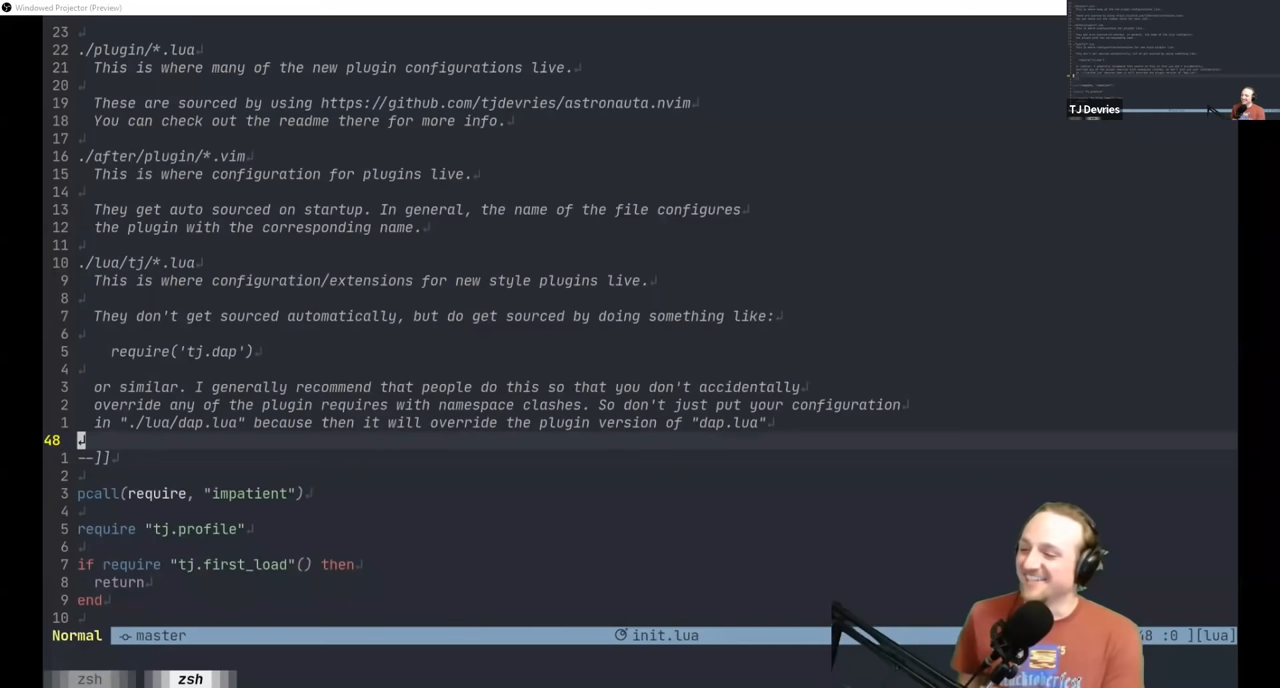 Windowed Projector (Preview)
TJ Devries
23
22 ./plugin/*.lua
21 This is where many of the new plugin configurations live.
20
19 These are sourced by using https://github.com/tjdevries/astronauta.nvim
18 You can check out the readme there for more info.
17
16 ./after/plugin/*.vim
15 This is where configuration for plugins live.
14
13 They get auto sourced on startup. In general, the name of the file configures
12 the plugin with the corresponding name.
11
10 ./lua/tj/*.lua
9 This is where configuration/extensions for new style plugins live.
8
7 They don't get sourced automatically, but do get sourced by doing something like:
6
5 require('tj.dap')
4
3 or similar. I generally recommend that people do this so that you don't accidentally
2 override any of the plugin requires with namespace clashes. So don't just put your configuration
1 in "./lua/dap.lua" because then it will override the plugin version of "dap.lua"
48
1 --]]
2
3 pcall(require, "impatient")
4
5 require "tj.profile"
6
7 if require "tj.first_load"() then
8 return
9 end
10
Normal master init.lua 48 :0 ][lua]
zsh zsh